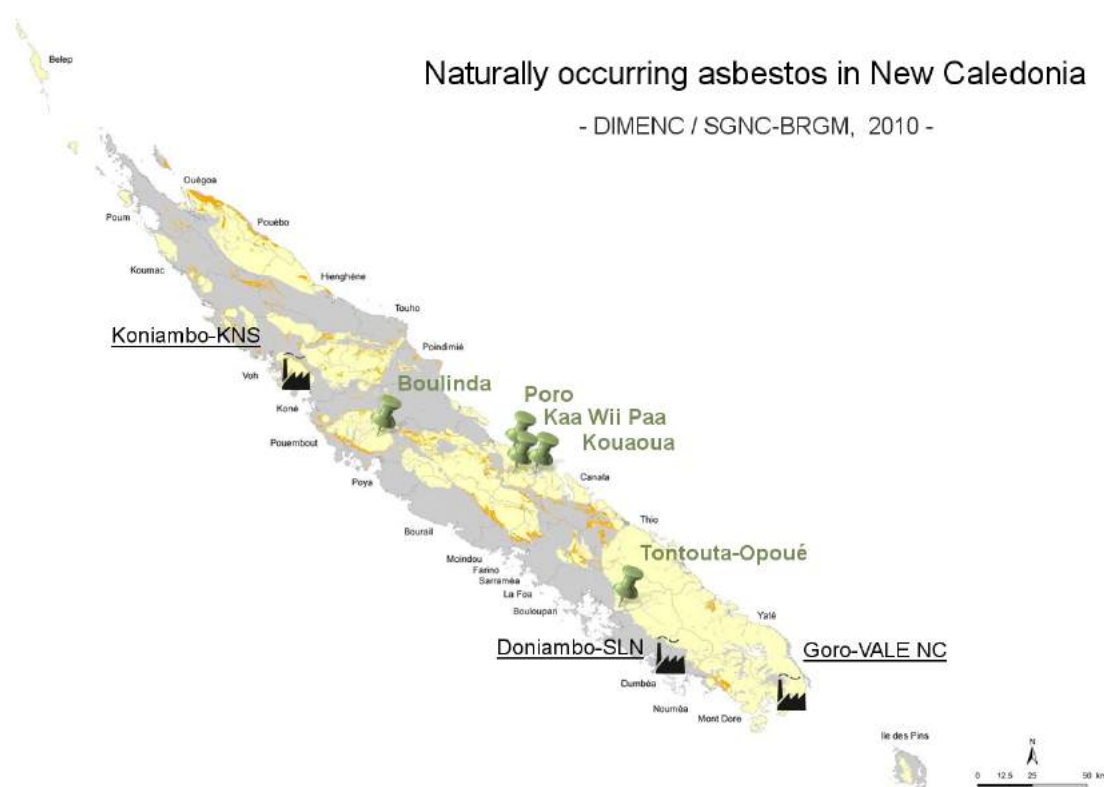 Naturally occurring asbestos in New Caledonia
- DIMENC / SGNC-BRGM, 2010 -
Belep
Ouégoa
Poum
Pouébo
Koumac
Hienghène
Touho
Koniambo-KNS
Poindimié
Voh
Boulinda
Poro
Koné
Kaa Wii Paa
Pouembout
Kouaoua
Canala
Poya
Thio
Bourail
Tontouta-Opoué
Moindou
Farino
Sarraméa
La Foa
Bouloupari
Yaté
Doniambo-SLN
Goro-VALE NC
Dumbéa
Nouméa
Mont Dore
Ile des Pins
N
0 12.5 25 50 km